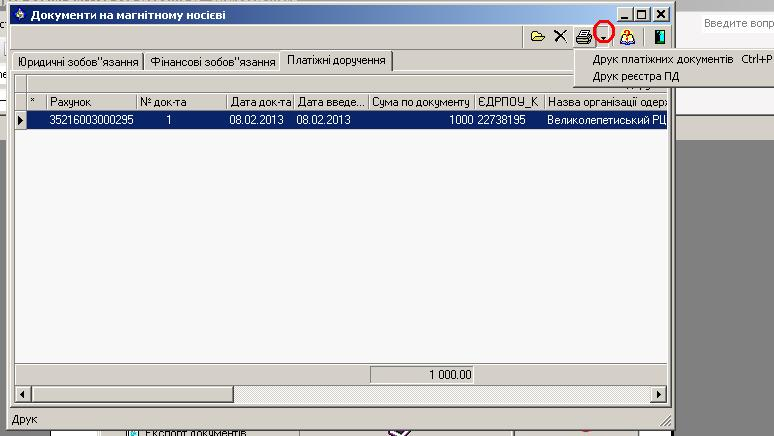 Документи на магнітному носієві
Введите вопр
Друк платіжних документів Ctrl+P
Друк реєстра ПД
Юридичні зобов"язання Фінансові зобов"язання Платіжні доручення
* Рахунок № док-та Дата док-та Дата введе... Сума по документу ЄДРПОУ_К Назва організації одерж
35216003000295 1 08.02.2013 08.02.2013 1000 22738195 Великолепетиський РЦ
1 000.00
Друк
Експорт документів